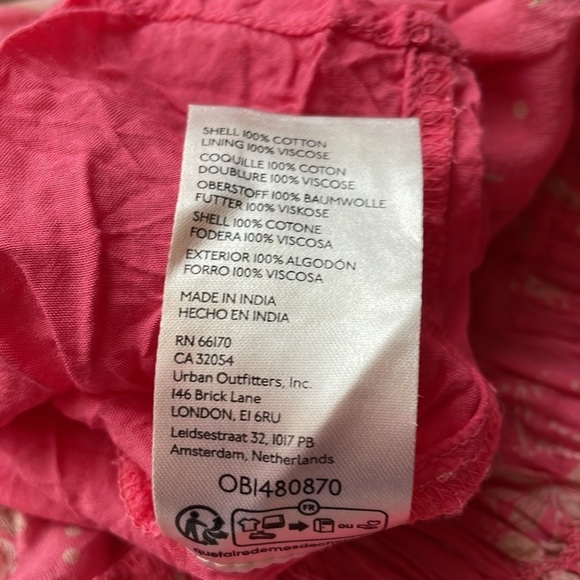 SHELL 100% COTTON
LINING 100% VISCOSE
COQUILLE 100% COTON
DOUBLURE 100% VISCOSE
OBERSTOFF 100% BAUMWOLLE
FUTTER 100% VISKOSE
SHELL 100% COTONE
FODERA 100% VISCOSA
EXTERIOR 100% ALGODÓN
FORRO 100% VISCOSA
MADE IN INDIA
HECHO EN INDIA
RN 66170
CA 32054
Urban Outfitters, Inc.
146 Brick Lane
LONDON, E1 6RU
Leidsestraat 32, 1017 PB
Amsterdam, Netherlands
OB1480870
FR
ou